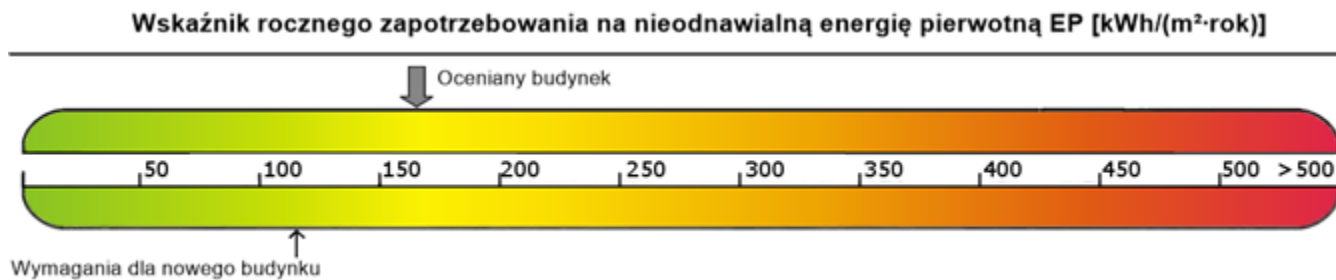 Wskaźnik rocznego zapotrzebowania na nieodnawialną energię pierwotną EP [kWh/(m²·rok)]
Oceniany budynek
50 100 150 200 250 300 350 400 450 500 > 500
Wymagania dla nowego budynku